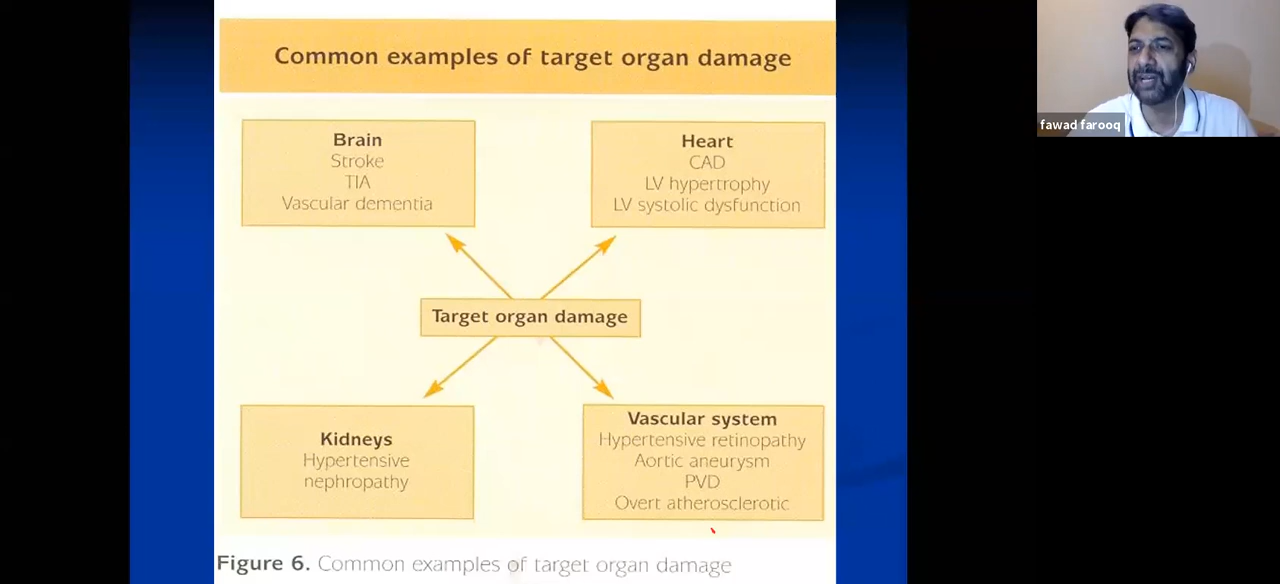 Common examples of target organ damage
fawad farooq
Brain
Stroke
TIA
Vascular dementia
Heart
CAD
LV hypertrophy
LV systolic dysfunction
Target organ damage
Kidneys
Hypertensive
nephropathy
Vascular system
Hypertensive retinopathy
Aortic aneurysm
PVD
Overt atherosclerotic
Figure 6. Common examples of target organ damage